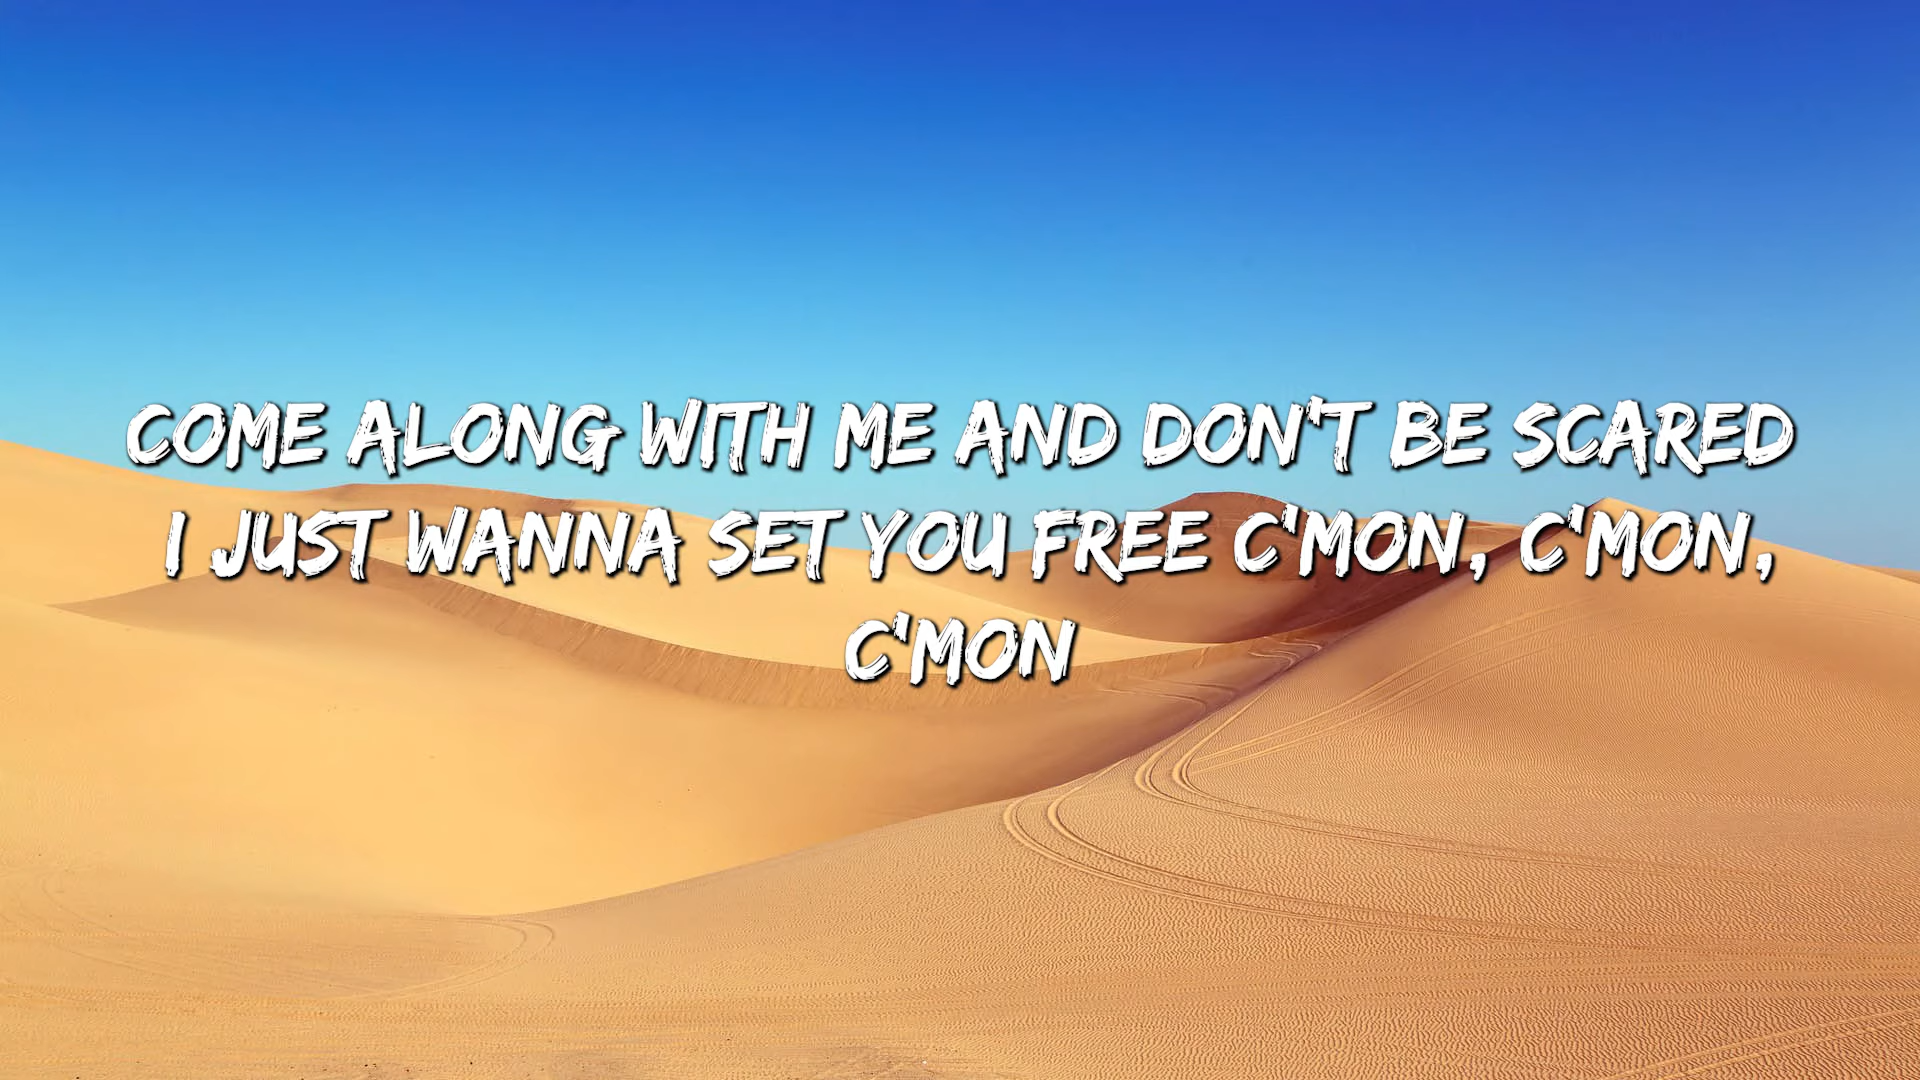 COME ALONG WITH ME AND DON'T BE SCARED
I JUST WANNA SET YOU FREE C'MON, C'MON,
C'MON